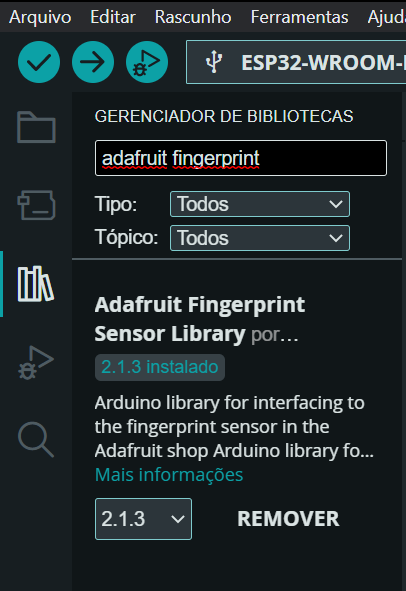 Arquivo Editar Rascunho Ferramentas Ajuda
ESP32-WROOM-
GERENCIADOR DE BIBLIOTECAS
adafruit fingerprint
Tipo: Todos
Tópico: Todos
Adafruit Fingerprint
Sensor Library por...
2.1.3 instalado
Arduino library for interfacing to
the fingerprint sensor in the
Adafruit shop Arduino library fo...
Mais informações
2.1.3 REMOVER